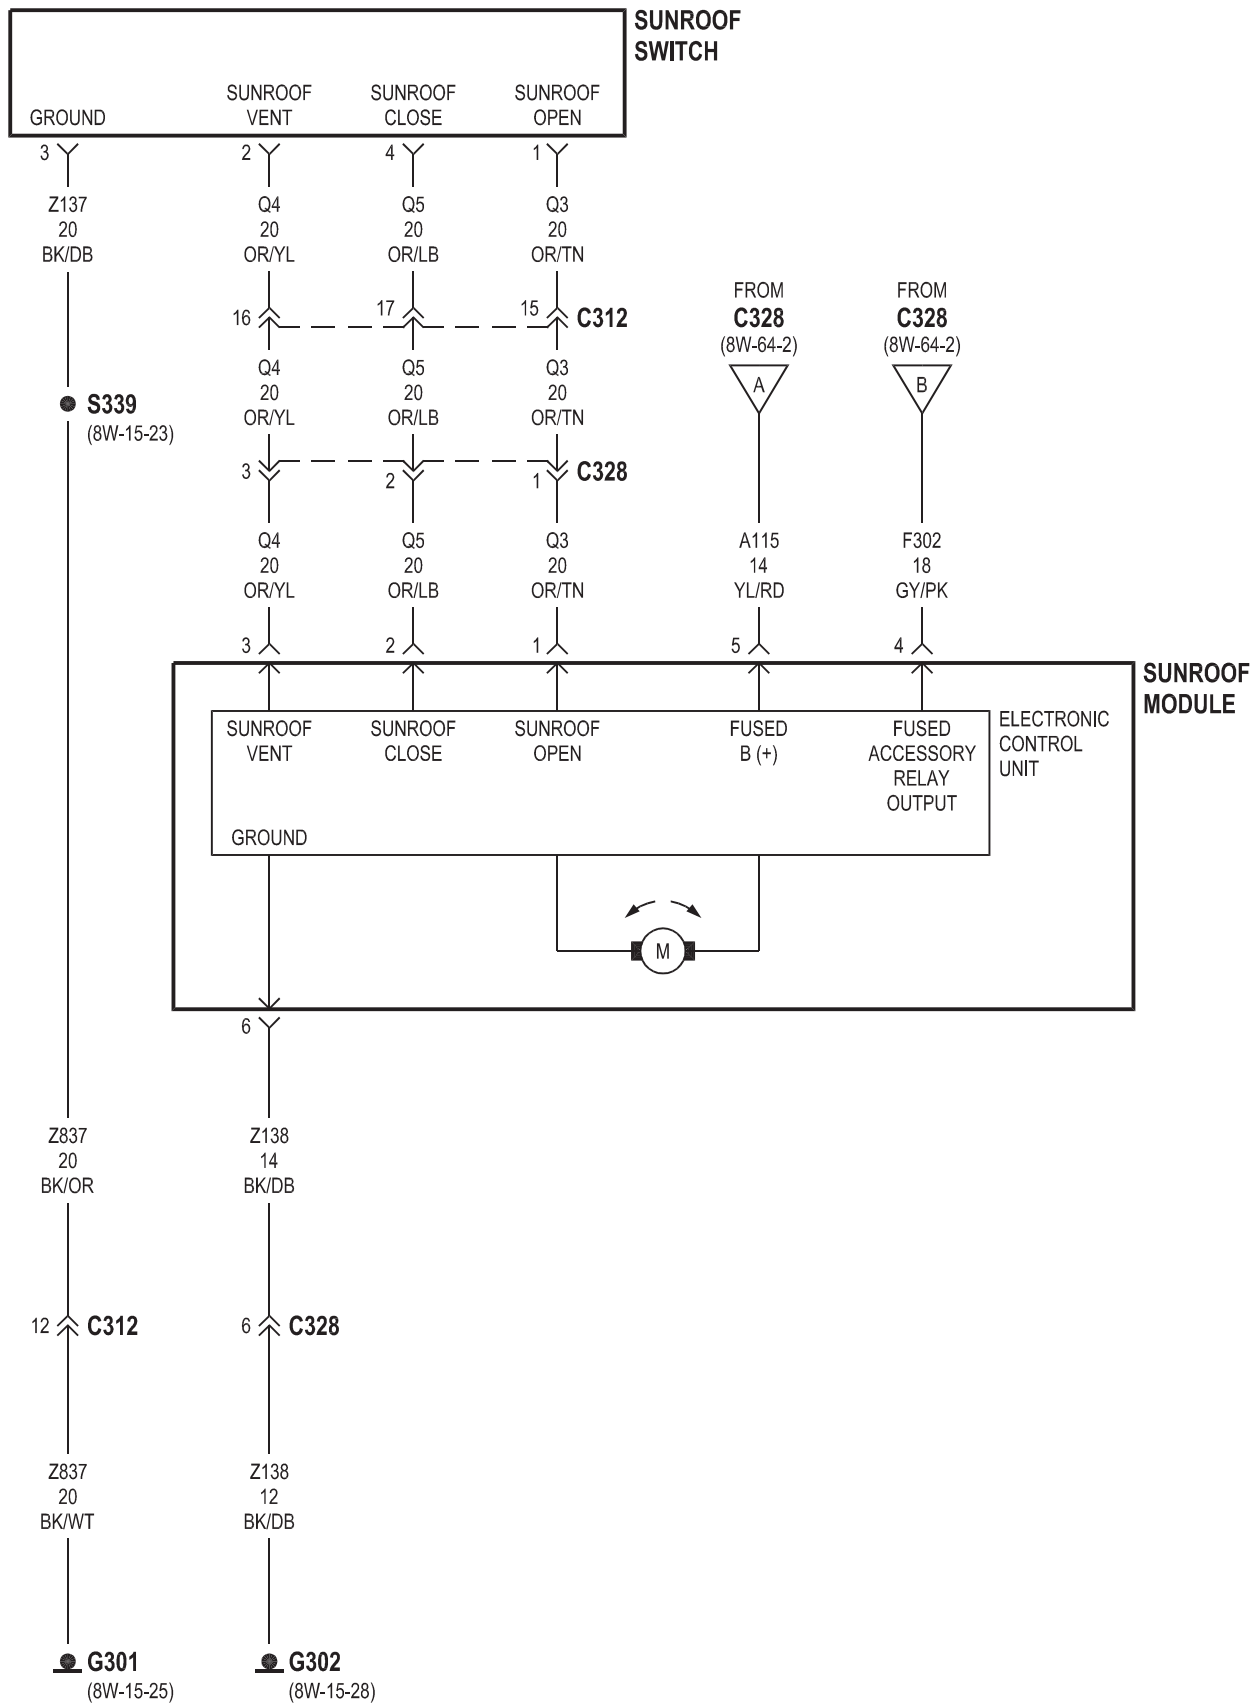 SUNROOF
SWITCH
GROUND
SUNROOF
VENT
SUNROOF
CLOSE
SUNROOF
OPEN
3
2
4
1
Z137
20
BK/DB
Q4
20
OR/YL
Q5
20
OR/LB
Q3
20
OR/TN
16
17
15
C312
FROM
C328
(8W-64-2)
A
FROM
C328
(8W-64-2)
B
Q4
20
OR/YL
Q5
20
OR/LB
Q3
20
OR/TN
S339
(8W-15-23)
3
2
1
C328
Q4
20
OR/YL
Q5
20
OR/LB
Q3
20
OR/TN
A115
14
YL/RD
F302
18
GY/PK
3
2
1
5
4
SUNROOF
MODULE
SUNROOF
VENT
SUNROOF
CLOSE
SUNROOF
OPEN
FUSED
B (+)
FUSED
ACCESSORY
RELAY
OUTPUT
ELECTRONIC
CONTROL
UNIT
GROUND
M
6
Z837
20
BK/OR
Z138
14
BK/DB
12
C312
6
C328
Z837
20
BK/WT
Z138
12
BK/DB
G301
(8W-15-25)
G302
(8W-15-28)